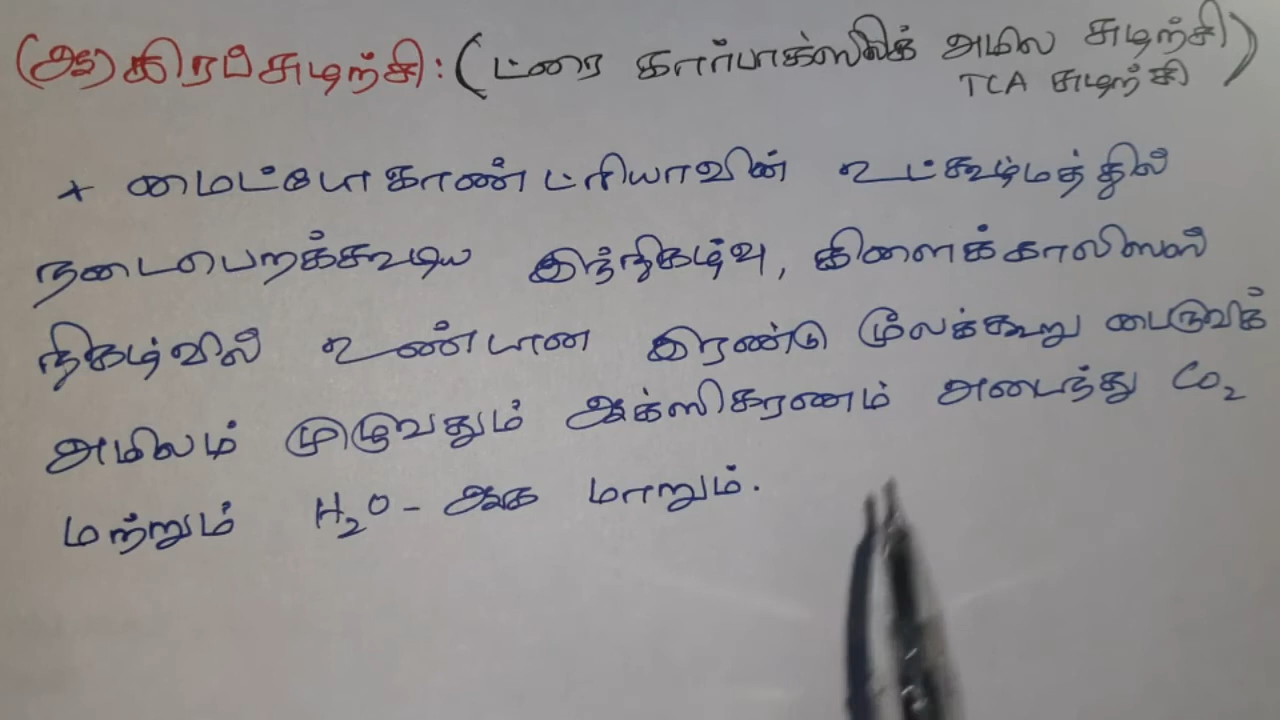 (ஆ) கிரப் சுழற்சி: (ட்ரை கார்பாக்ஸிலிக் அமில சுழற்சி)
TCA சுழற்சி
* மைட்டோகாண்ட்ரியாவின் உட்கூழ்மத்தில்
நடைபெறக்கூடிய இந்நிகழ்வு, கிளைக்காலிஸிஸ்
நிகழ்வில் உண்டான இரண்டு மூலக்கூறு பைருவிக்
அமிலம் முழுவதும் ஆக்ஸிகரணம் அடைந்து CO₂
மற்றும் H₂O - ஆக மாறும்.